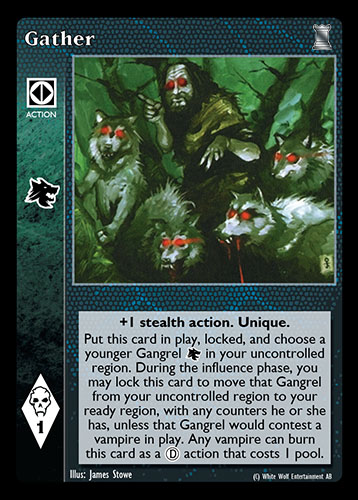 Gather
ACTION
+1 stealth action. Unique.
Put this card in play, locked, and choose a
younger Gangrel in your uncontrolled
region. During the influence phase, you
may lock this card to move that Gangrel
from your uncontrolled region to your
ready region, with any counters he or she
has, unless that Gangrel would contest a
vampire in play. Any vampire can burn
this card as a D action that costs 1 pool.
1
Illus: James Stowe
(C) White Wolf Entertainment AB